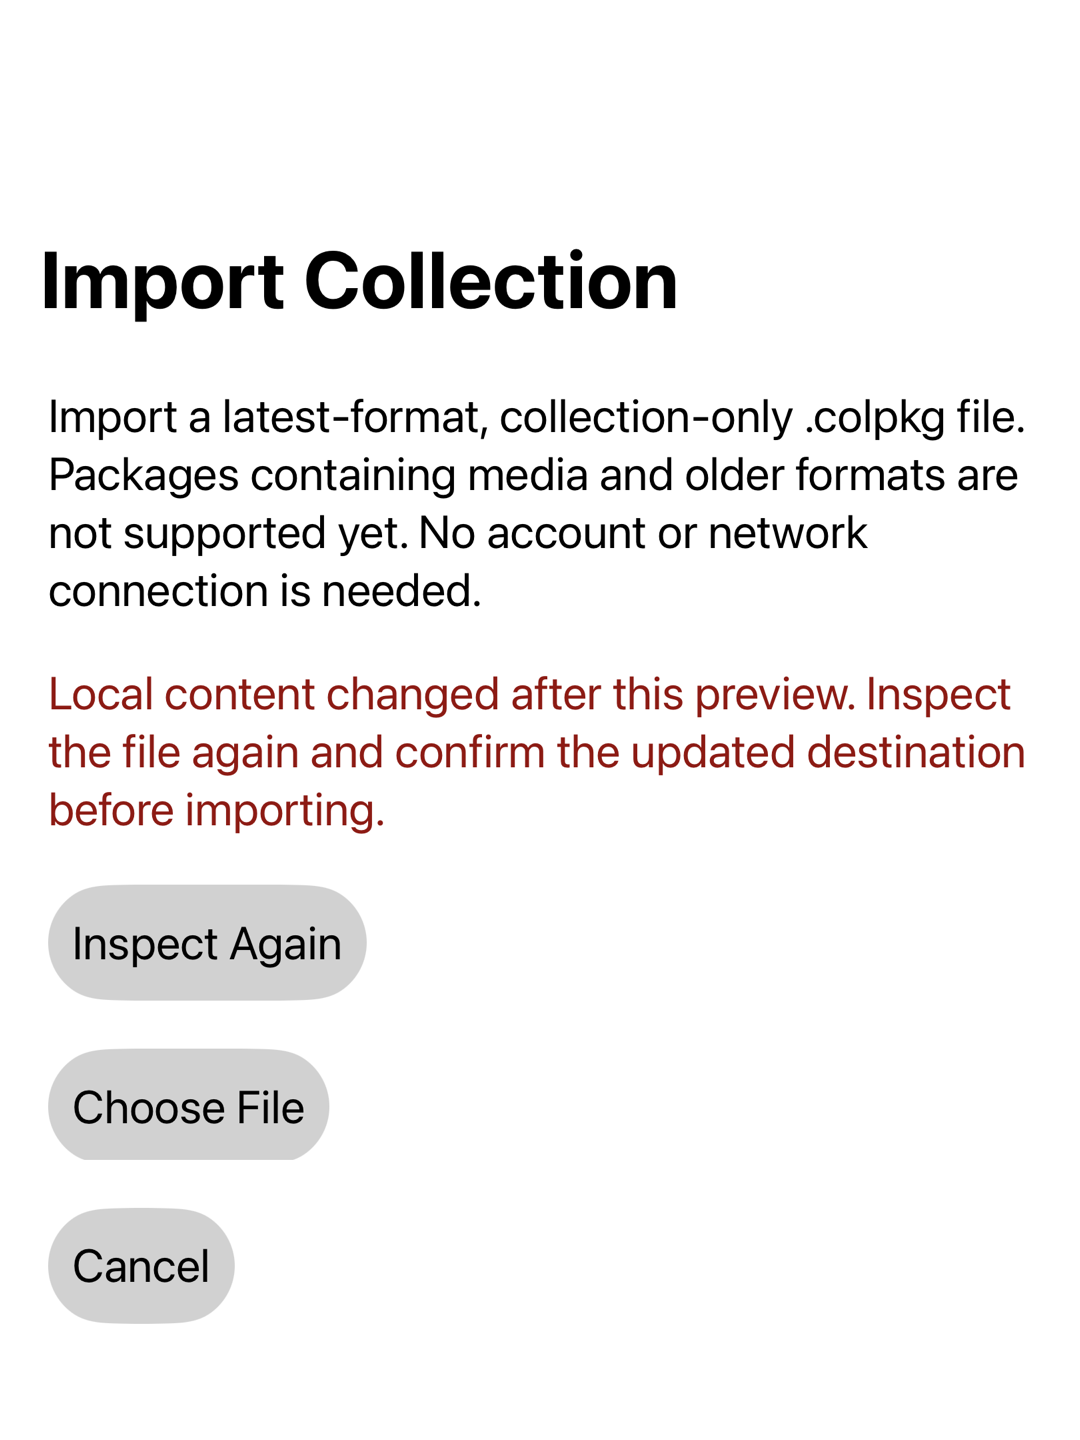 Import Collection
Import a latest-format, collection-only .colpkg file.
Packages containing media and older formats are
not supported yet. No account or network
connection is needed.
Local content changed after this preview. Inspect
the file again and confirm the updated destination
before importing.
Inspect Again
Choose File
Cancel